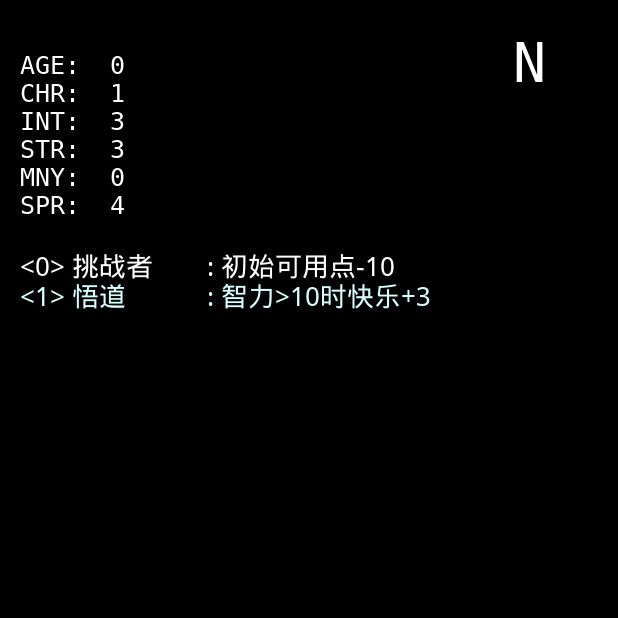 N
AGE: 0
CHR: 1
INT: 3
STR: 3
MNY: 0
SPR: 4
<0> 挑战者 : 初始可用点-10
<1> 悟道 : 智力>10时快乐+3